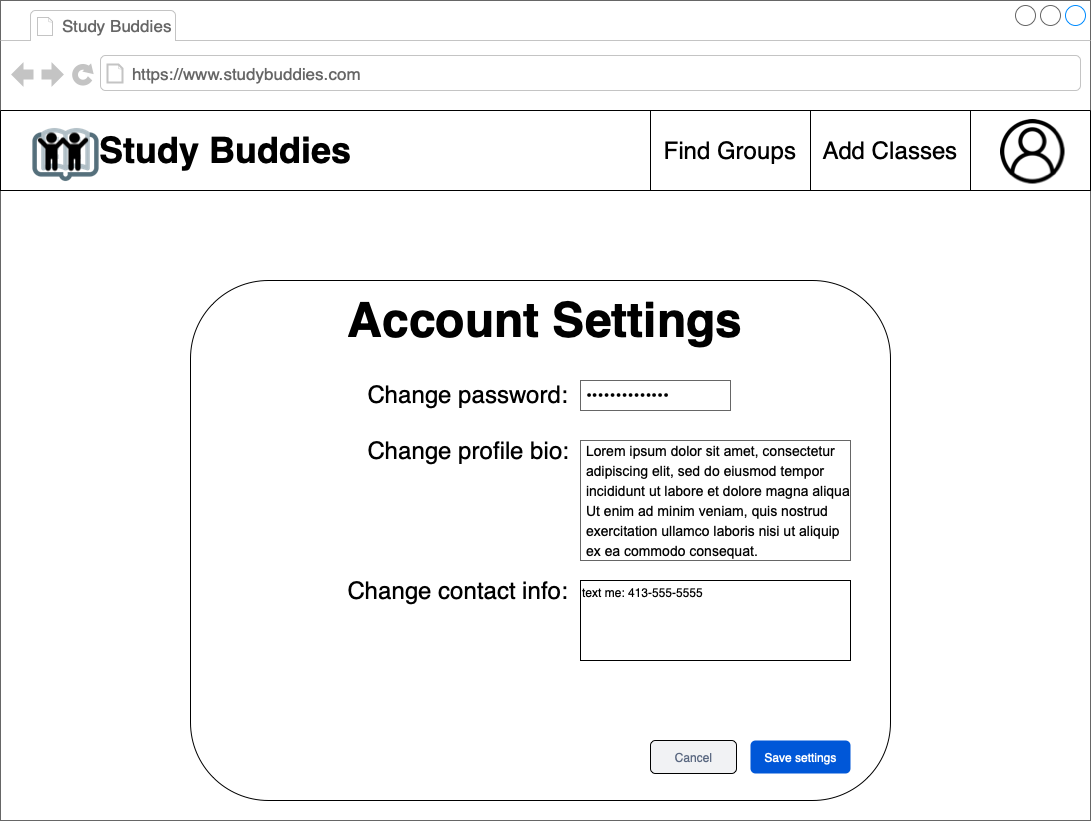 Study Buddies
https://www.studybuddies.com
Study Buddies
Find Groups
Add Classes
Account Settings
Change password:
••••••••••••••
Change profile bio:
Lorem ipsum dolor sit amet, consectetur
adipiscing elit, sed do eiusmod tempor
incididunt ut labore et dolore magna aliqua
Ut enim ad minim veniam, quis nostrud
exercitation ullamco laboris nisi ut aliquip
ex ea commodo consequat.
Change contact info:
text me: 413-555-5555
Cancel
Save settings